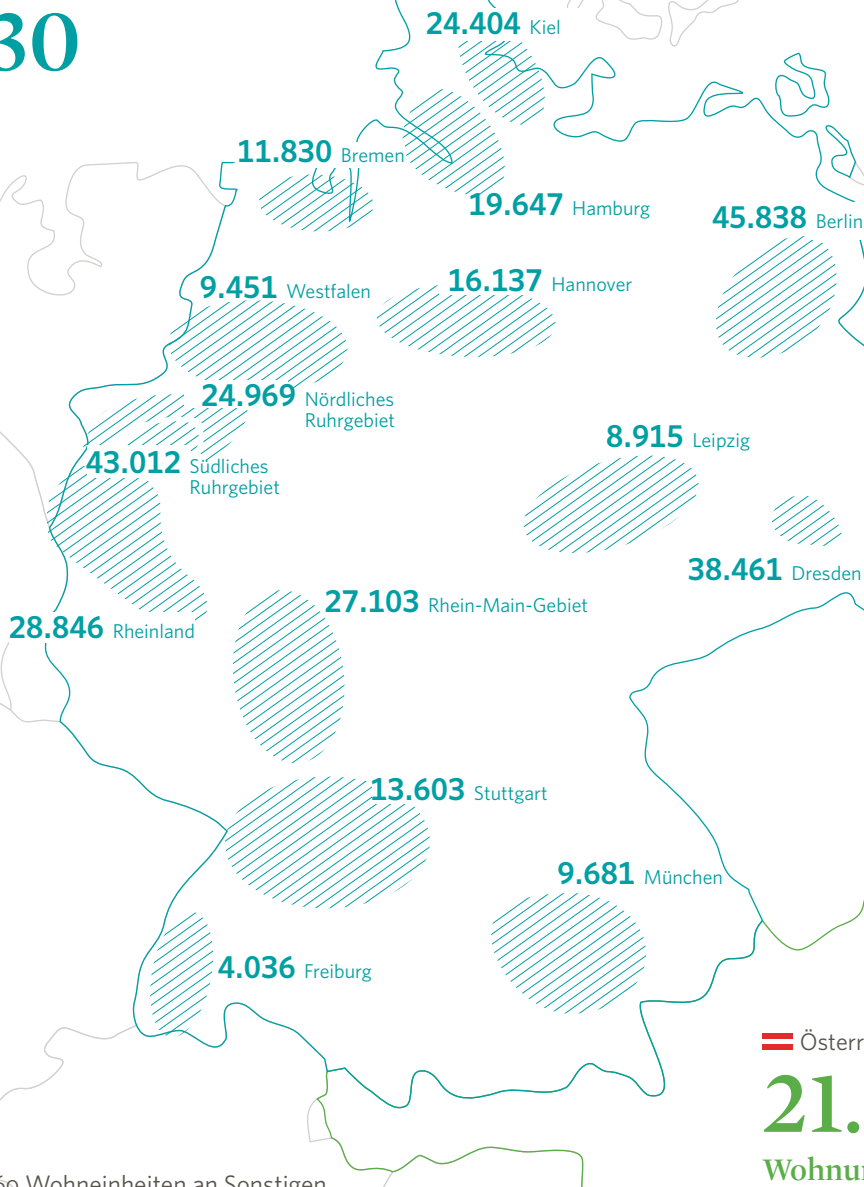 30
24.404 Kiel
11.830 Bremen
19.647 Hamburg
45.838 Berlin
9.451 Westfalen
16.137 Hannover
24.969 Nördliches
Ruhrgebiet
8.915 Leipzig
43.012 Südliches
Ruhrgebiet
38.461 Dresden
27.103 Rhein-Main-Gebiet
28.846 Rheinland
13.603 Stuttgart
9.681 München
4.036 Freiburg
Österr
21.
Wohnu
Wohneinheiten an Sonstigen